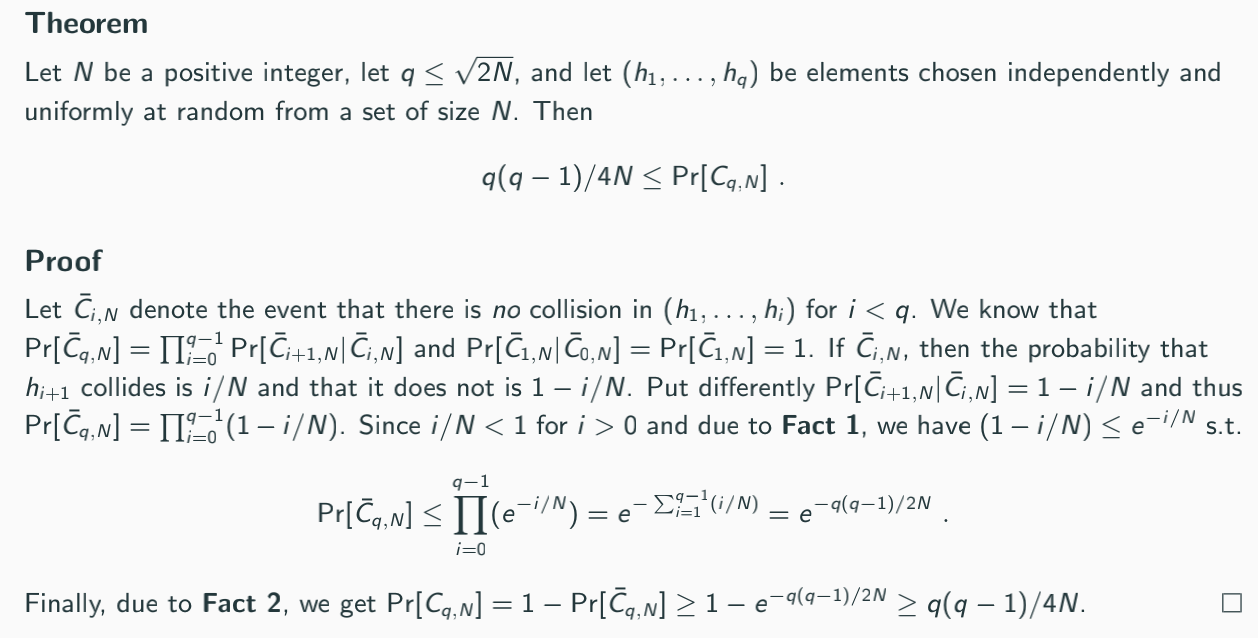 Theorem
Let N be a positive integer, let q ≤ √2N, and let (h₁, . . . , h_q) be elements chosen independently and
uniformly at random from a set of size N. Then
q(q − 1)/4N ≤ Pr[C_{q,N}] .
Proof
Let C̄_{i,N} denote the event that there is no collision in (h₁, . . . , h_i) for i < q. We know that
Pr[C̄_{q,N}] = ∏_{i=0}^{q−1} Pr[C̄_{i+1,N}|C̄_{i,N}] and Pr[C̄_{1,N}|C̄_{0,N}] = Pr[C̄_{1,N}] = 1. If C̄_{i,N}, then the probability that
h_{i+1} collides is i/N and that it does not is 1 − i/N. Put differently Pr[C̄_{i+1,N}|C̄_{i,N}] = 1 − i/N and thus
Pr[C̄_{q,N}] = ∏_{i=0}^{q−1}(1 − i/N). Since i/N < 1 for i > 0 and due to Fact 1, we have (1 − i/N) ≤ e^{−i/N} s.t.
Pr[C̄_{q,N}] ≤ ∏_{i=0}^{q−1}(e^{−i/N}) = e^{−∑_{i=1}^{q−1}(i/N)} = e^{−q(q−1)/2N} .
Finally, due to Fact 2, we get Pr[C_{q,N}] = 1 − Pr[C̄_{q,N}] ≥ 1 − e^{−q(q−1)/2N} ≥ q(q − 1)/4N. □